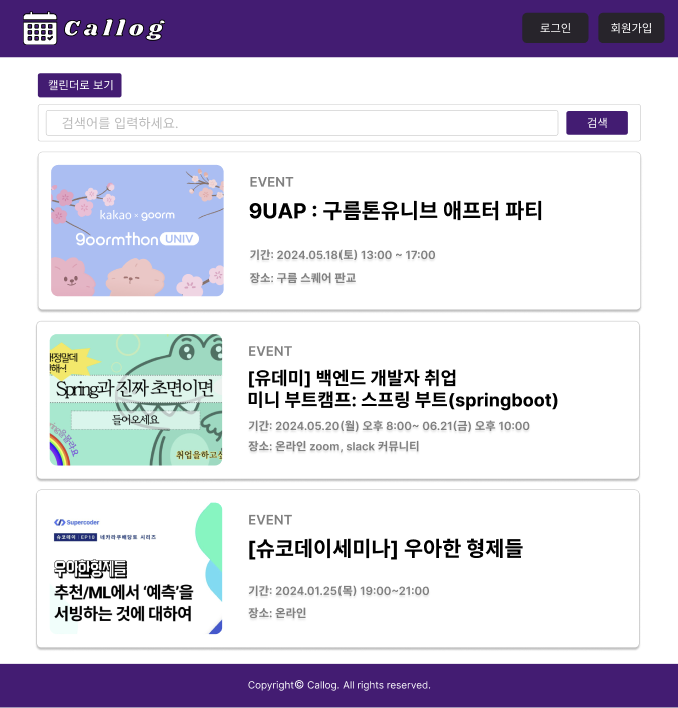 Callog
로그인
회원가입
캘린더로 보기
검색어를 입력하세요.
검색
kakao × goorm
9oormthon UNIV
EVENT
9UAP : 구름톤유니브 애프터 파티
기간: 2024.05.18(토) 13:00 ~ 17:00
장소: 구름 스퀘어 판교
Spring과 진짜 초면이면
들어오세요
취업을하고싶
EVENT
[유데미] 백엔드 개발자 취업
미니 부트캠프: 스프링 부트(springboot)
기간: 2024.05.20(월) 오후 8:00~ 06.21(금) 오후 10:00
장소: 온라인 zoom, slack 커뮤니티
Supercoder
슈코데이 | EP10 네카라쿠배당토 시리즈
우아한형제들
추천/ML에서 ‘예측’을
서빙하는 것에 대하여
EVENT
[슈코데이세미나] 우아한 형제들
기간: 2024.01.25(목) 19:00~21:00
장소: 온라인
Copyright© Callog. All rights reserved.